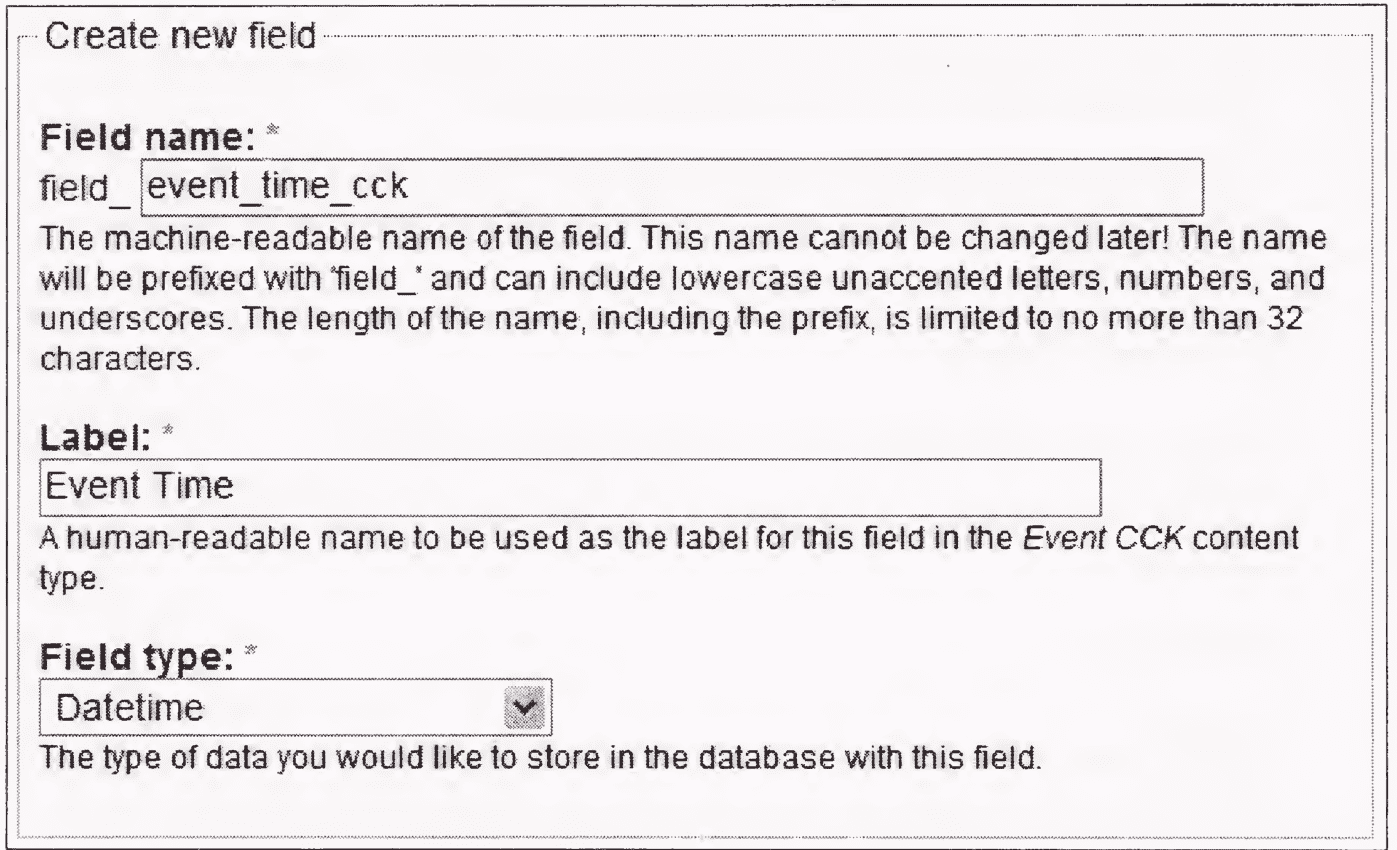 Create new field
Field name: *
field_ event_time_cck
The machine-readable name of the field. This name cannot be changed later! The name
will be prefixed with 'field_' and can include lowercase unaccented letters, numbers, and
underscores. The length of the name, including the prefix, is limited to no more than 32
characters.
Label: *
Event Time
A human-readable name to be used as the label for this field in the Event CCK content
type.
Field type: *
Datetime
The type of data you would like to store in the database with this field.